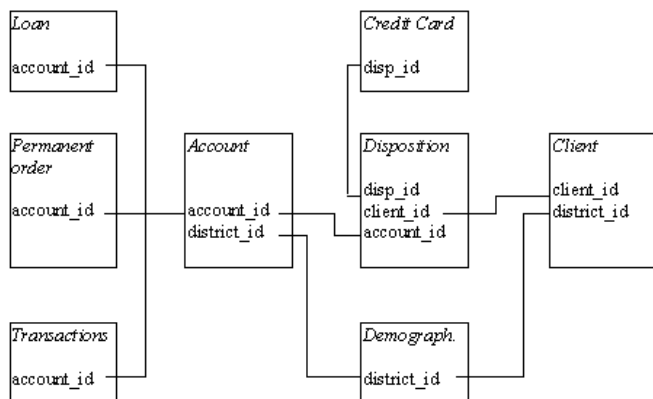 Loan
account_id
Credit Card
disp_id
Permanent
order
account_id
Account
account_id
district_id
Disposition
disp_id
client_id
account_id
Client
client_id
district_id
Transactions
account_id
Demograph.
district_id